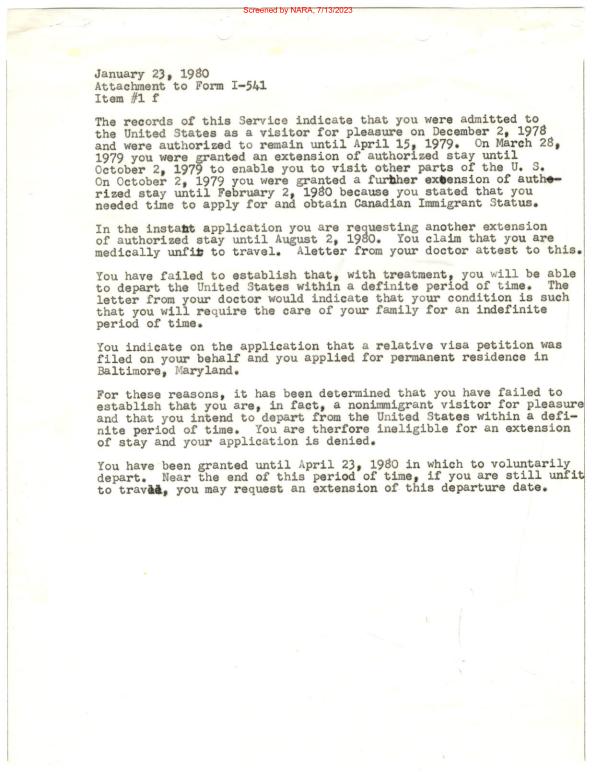 Screened by NARA, 7/13/2023
January 23, 1980
Attachment to Form I-541
Item #1 f
The records of this Service indicate that you were admitted to
the United States as a visitor for pleasure on December 2, 1978
and were authorized to remain until April 15, 1979. On March 28,
1979 you were granted an extension of authorized stay until
October 2, 1979 to enable you to visit other parts of the U. S.
On October 2, 1979 you were granted a further extension of autho-
rized stay until February 2, 1980 because you stated that you
needed time to apply for and obtain Canadian Immigrant Status.
In the instant application you are requesting another extension
of authorized stay until August 2, 1980. You claim that you are
medically unfit to travel. Aletter from your doctor attest to this.
You have failed to establish that, with treatment, you will be able
to depart the United States within a definite period of time. The
letter from your doctor would indicate that your condition is such
that you will require the care of your family for an indefinite
period of time.
You indicate on the application that a relative visa petition was
filed on your behalf and you applied for permanent residence in
Baltimore, Maryland.
For these reasons, it has been determined that you have failed to
establish that you are, in fact, a nonimmigrant visitor for pleasure
and that you intend to depart from the United States within a defi-
nite period of time. You are therfore ineligible for an extension
of stay and your application is denied.
You have been granted until April 23, 1980 in which to voluntarily
depart. Near the end of this period of time, if you are still unfit
to travel, you may request an extension of this departure date.